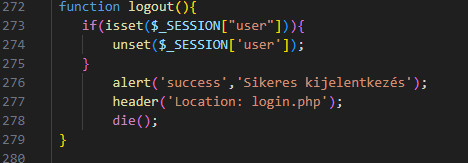 272 function logout(){
273 if(isset($_SESSION["user"])){
274 unset($_SESSION['user']);
275 }
276 alert('success','Sikeres kijelentkezés');
277 header('Location: login.php');
278 die();
279 }
280